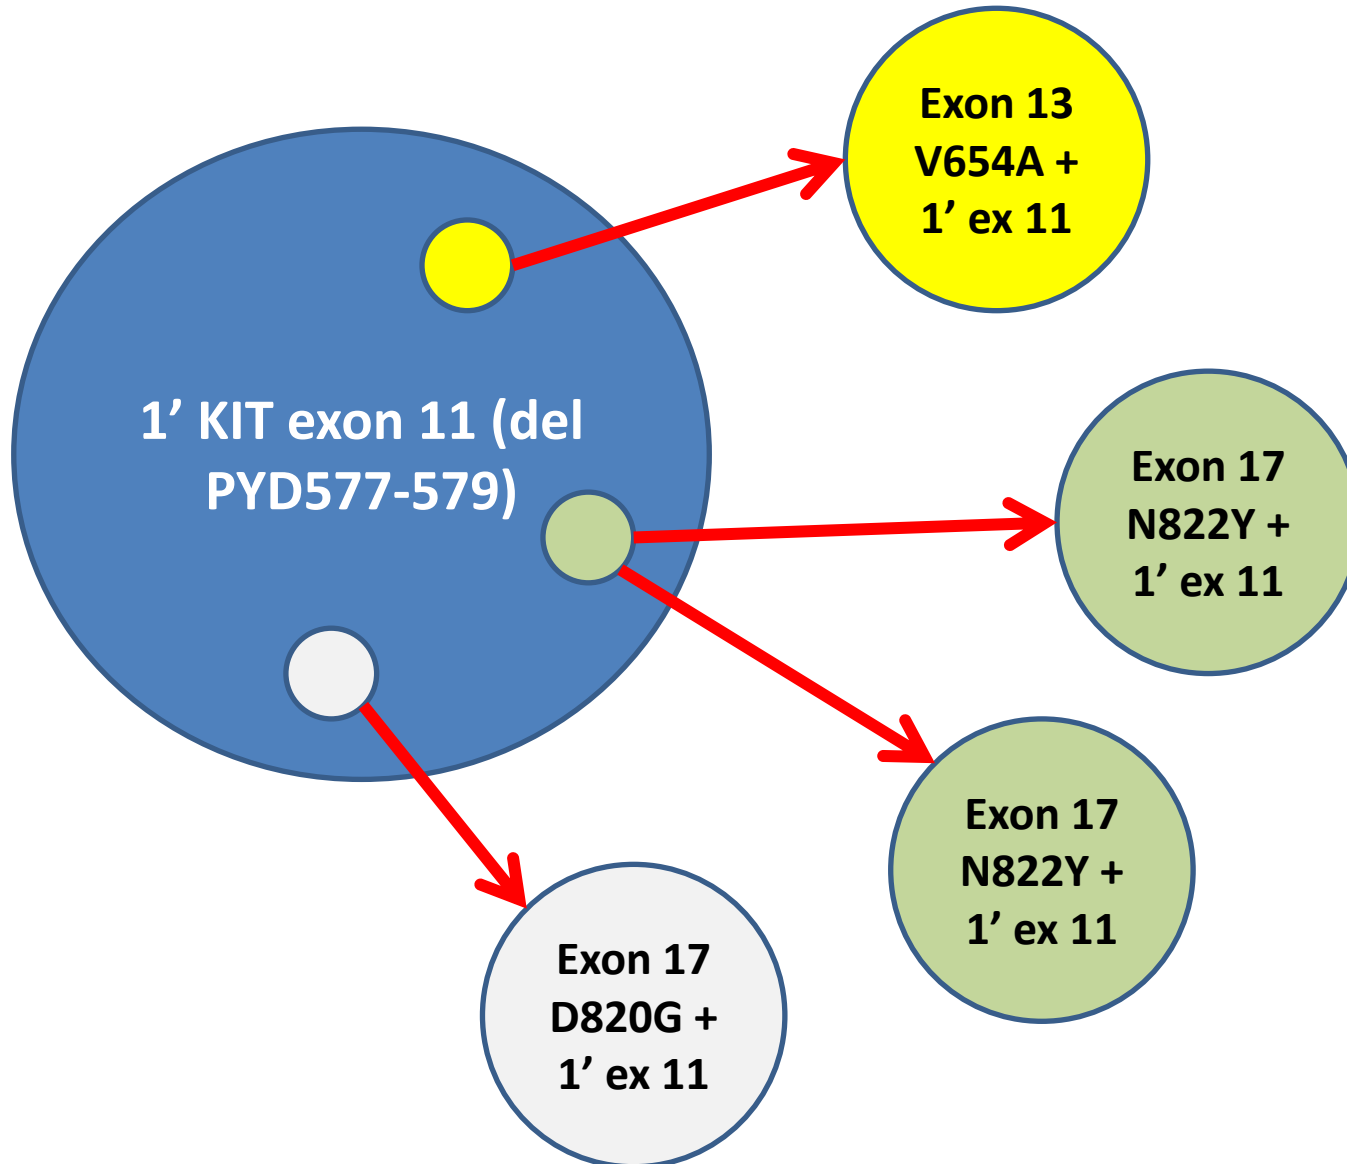 Exon 13
V654A +
1’ ex 11
1’ KIT exon 11 (del
PYD577-579)
Exon 17
N822Y +
1’ ex 11
Exon 17
N822Y +
1’ ex 11
Exon 17
D820G +
1’ ex 11